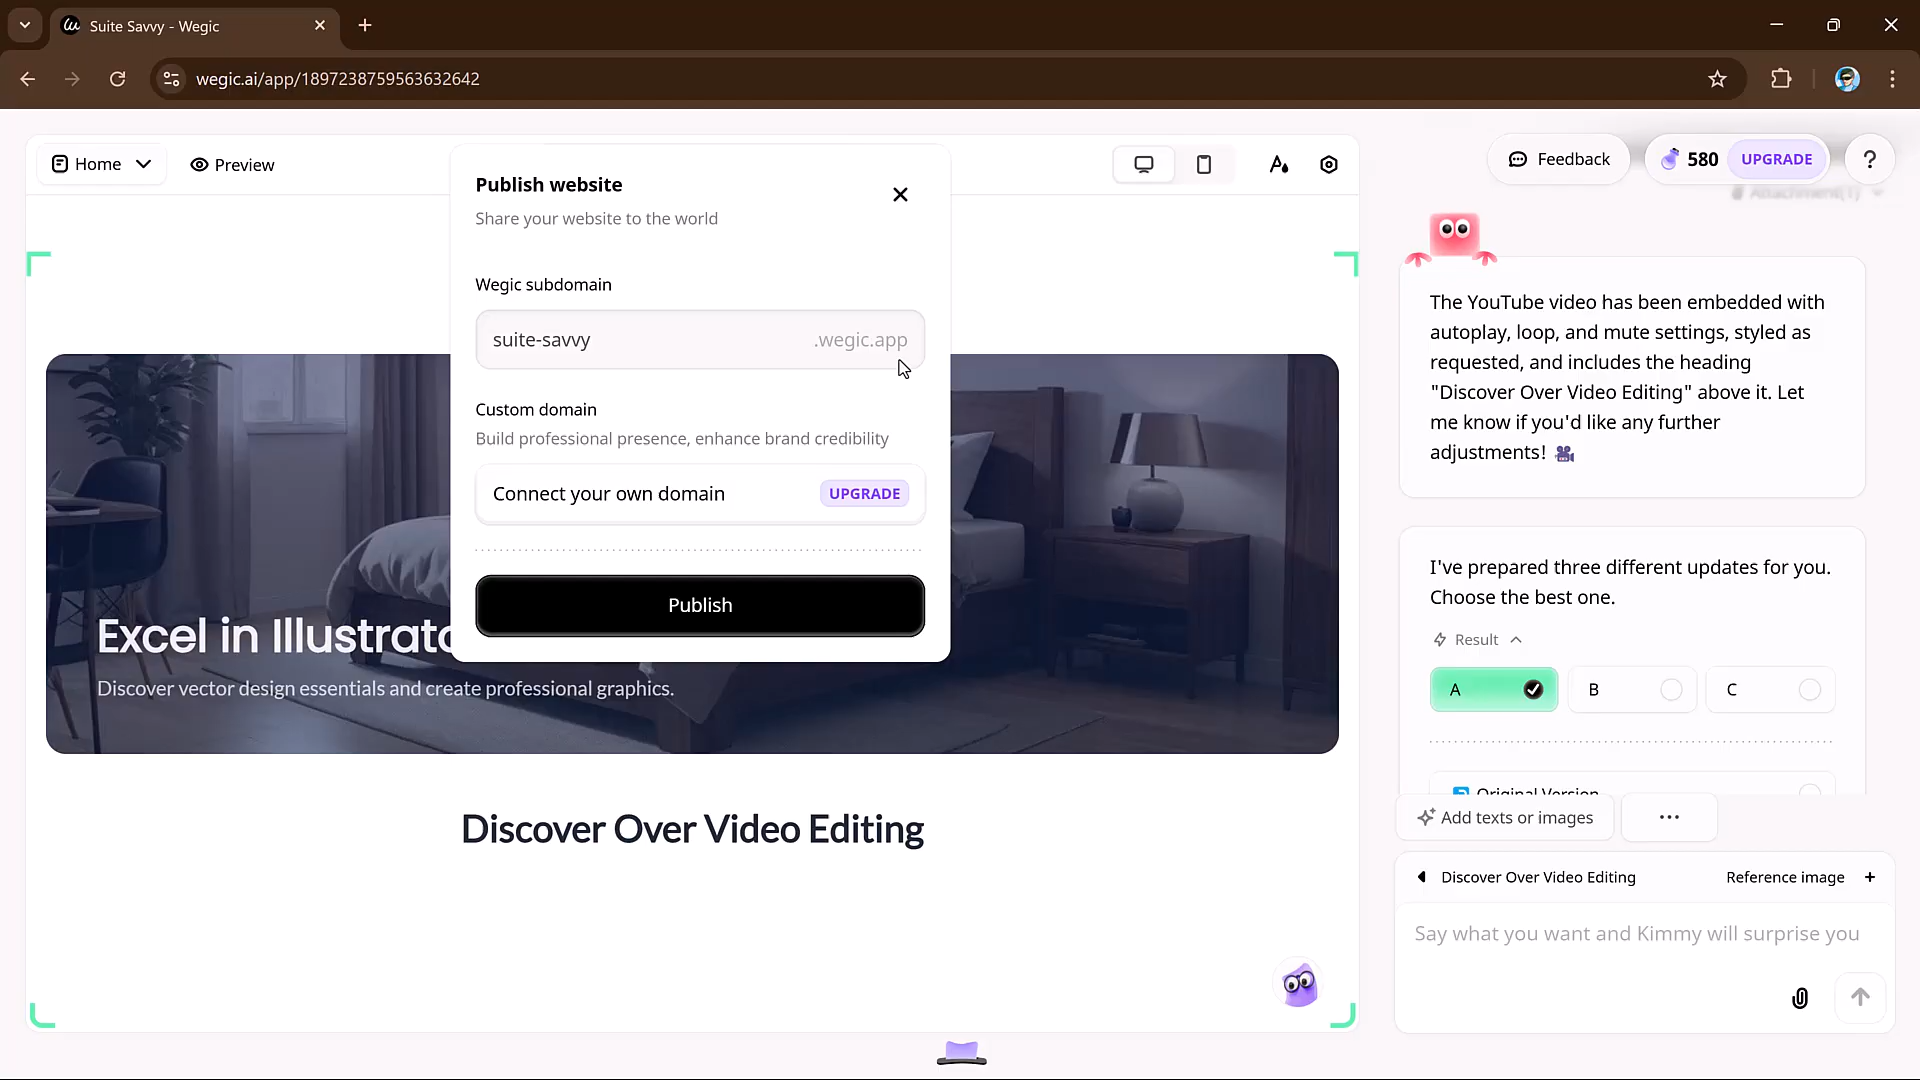 Suite Savvy - Wegic
wegic.ai/app/1897238759563632642
Home
Preview
Feedback
580
UPGRADE
?
Attachment(1)
Publish website
Share your website to the world
Wegic subdomain
suite-savvy
.wegic.app
Custom domain
Build professional presence, enhance brand credibility
Connect your own domain
UPGRADE
Publish
Excel in Illustrato
Discover vector design essentials and create professional graphics.
Discover Over Video Editing
The YouTube video has been embedded with
autoplay, loop, and mute settings, styled as
requested, and includes the heading
"Discover Over Video Editing" above it. Let
me know if you'd like any further
adjustments!
I've prepared three different updates for you.
Choose the best one.
Result
A
B
C
Original Version
Add texts or images
Discover Over Video Editing
Reference image +
Say what you want and Kimmy will surprise you